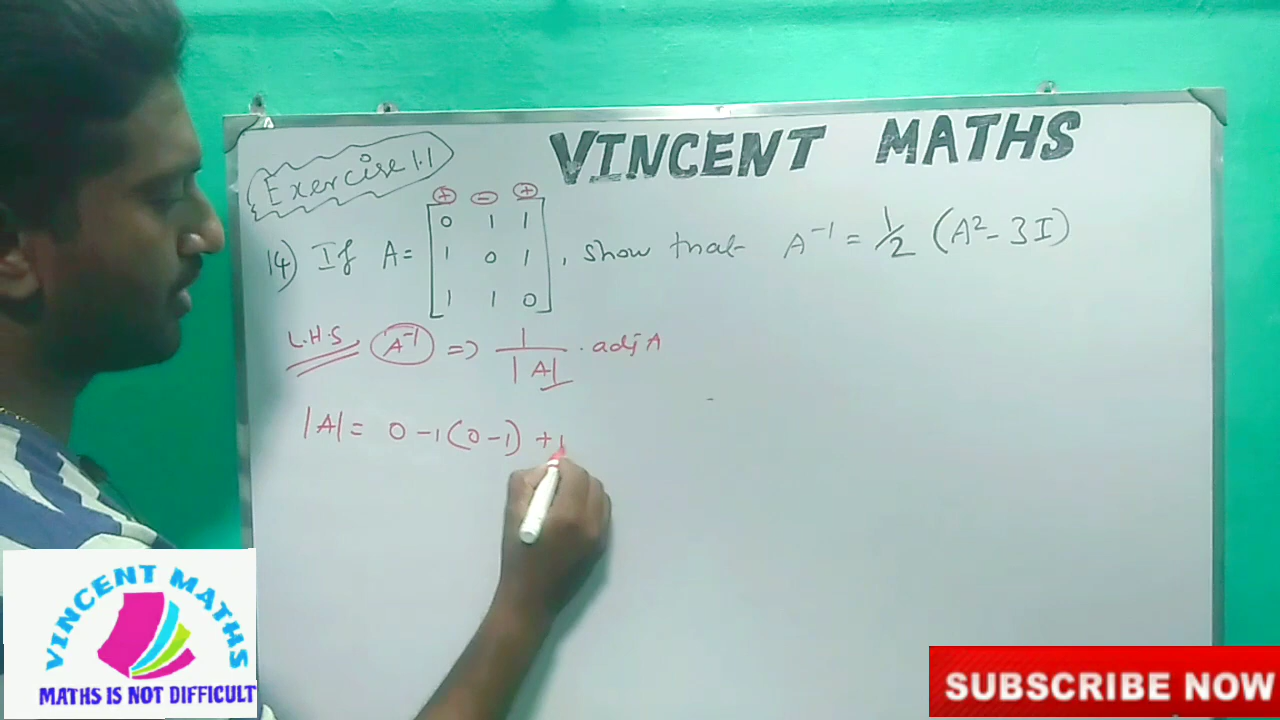 VINCENT MATHS
Exercise 1.1
⊕ ⊖ ⊕
14) If A = [0 1 1
1 0 1
1 1 0], show that A⁻¹ = 1/2 (A² - 3I)
L.H.S A⁻¹ => 1/|A| . adj A
|A| = 0 -1(0-1) +1
VINCENT MATHS
MATHS IS NOT DIFFICULT
SUBSCRIBE NOW